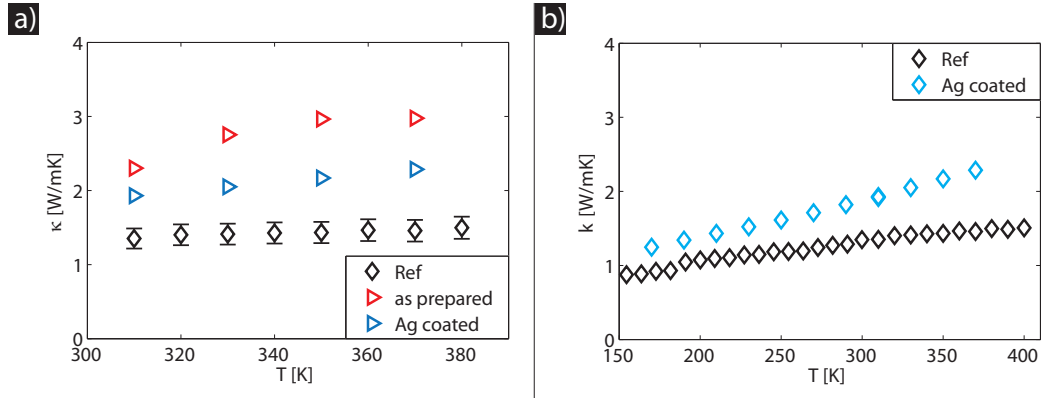 a)
4
3
2
1
0
κ [W/mK]
300
320
340
360
380
T [K]
Ref
as prepared
Ag coated
b)
4
3
2
1
0
k [W/mK]
150
200
250
300
350
400
T [K]
Ref
Ag coated